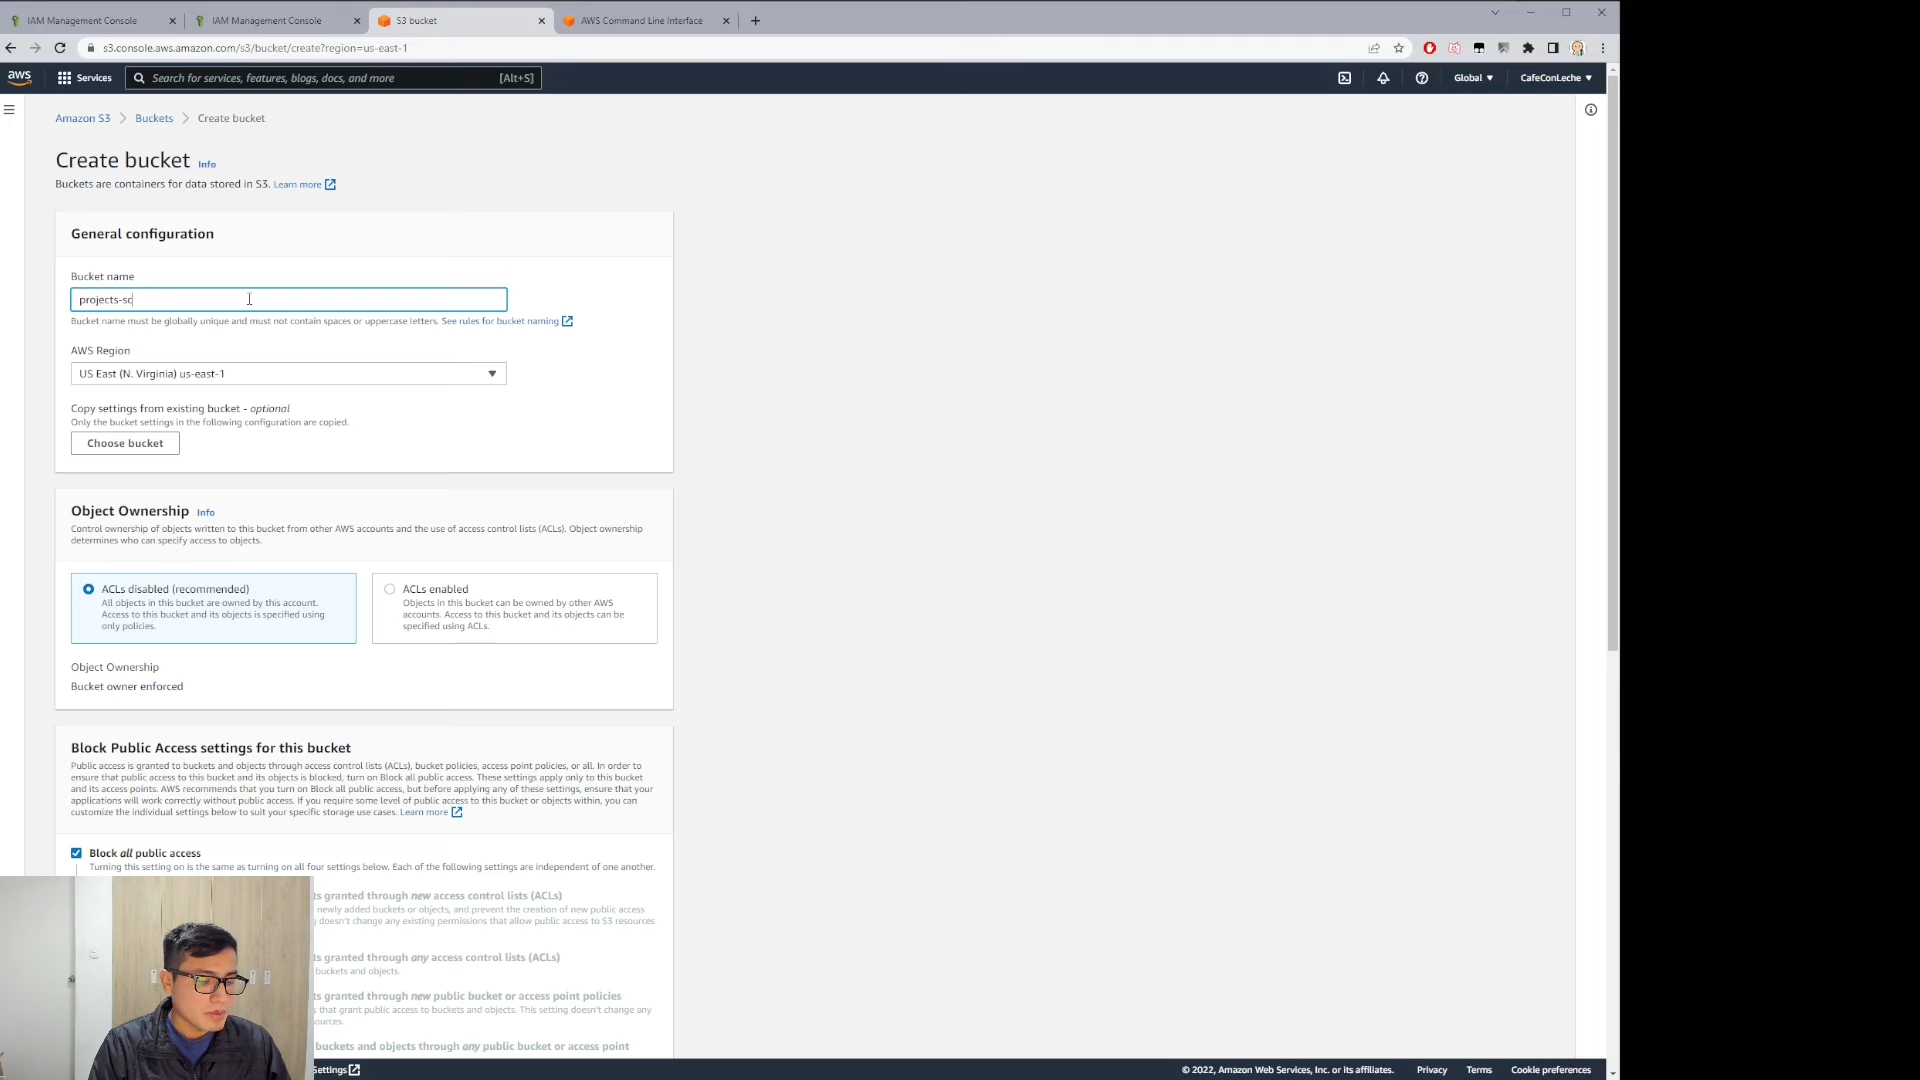 IAM Management Console
IAM Management Console
S3 bucket
AWS Command Line Interface
s3.console.aws.amazon.com/s3/bucket/create?region=us-east-1
aws
Services
Search for services, features, blogs, docs, and more
[Alt+S]
Global
CafeConLeche
Amazon S3 > Buckets > Create bucket
Create bucket Info
Buckets are containers for data stored in S3. Learn more
General configuration
Bucket name
projects-sc
Bucket name must be globally unique and must not contain spaces or uppercase letters. See rules for bucket naming
AWS Region
US East (N. Virginia) us-east-1
Copy settings from existing bucket - optional
Only the bucket settings in the following configuration are copied.
Choose bucket
Object Ownership Info
Control ownership of objects written to this bucket from other AWS accounts and the use of access control lists (ACLs). Object ownership
determines who can specify access to objects.
ACLs disabled (recommended)
All objects in this bucket are owned by this account.
Access to this bucket and its objects is specified using
only policies.
ACLs enabled
Objects in this bucket can be owned by other AWS
accounts. Access to this bucket and its objects can be
specified using ACLs.
Object Ownership
Bucket owner enforced
Block Public Access settings for this bucket
Public access is granted to buckets and objects through access control lists (ACLs), bucket policies, access point policies, or all. In order to
ensure that public access to this bucket and its objects is blocked, turn on Block all public access. These settings apply only to this bucket
and its access points. AWS recommends that you turn on Block all public access, but before applying any of these settings, ensure that your
applications will work correctly without public access. If you require some level of public access to this bucket or objects within, you can
customize the individual settings below to suit your specific storage use cases. Learn more
Block all public access
Turning this setting on is the same as turning on all four settings below. Each of the following settings are independent of one another.
ts granted through new access control lists (ACLs)
newly added buckets or objects, and prevent the creation of new public access
doesn't change any existing permissions that allow public access to S3 resources
ts granted through any access control lists (ACLs)
buckets and objects.
ts granted through new public bucket or access point policies
s that grant public access to buckets and objects. This setting doesn't change any
ources.
buckets and objects through any public bucket or access point
Settings
© 2022, Amazon Web Services, Inc. or its affiliates.
Privacy
Terms
Cookie preferences